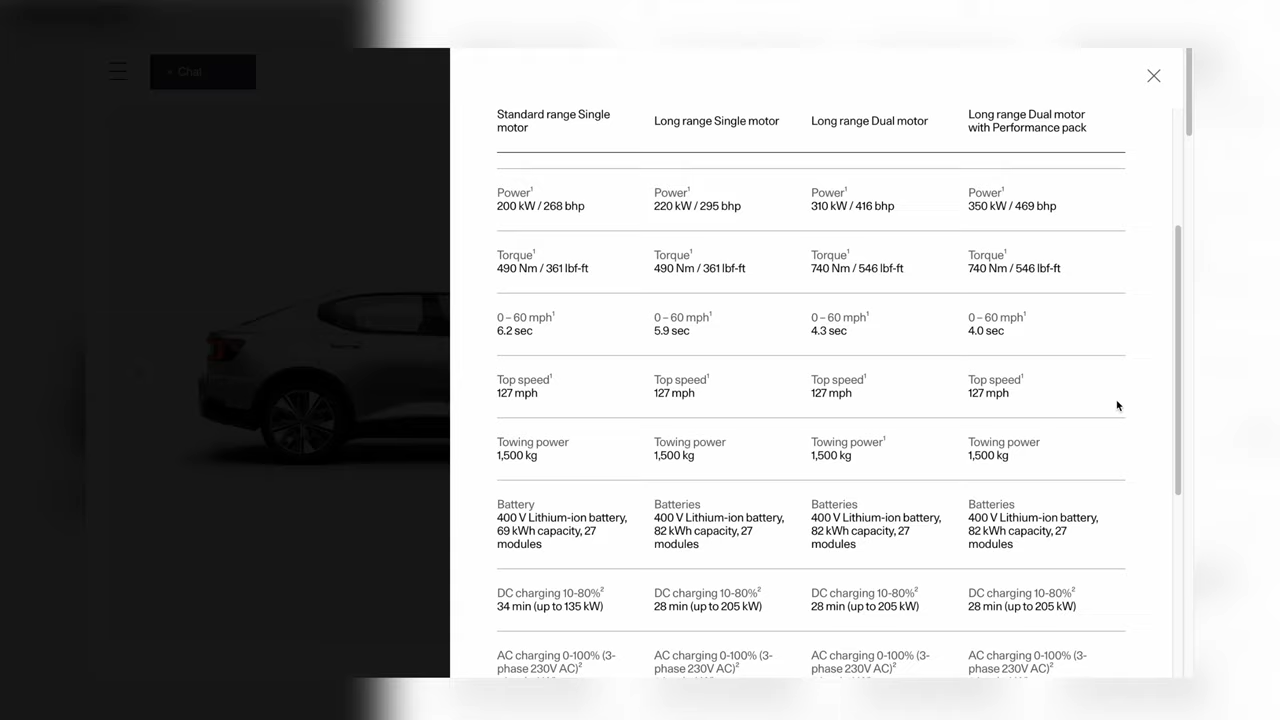 Chat
Standard range Single
motor
Long range Single motor
Long range Dual motor
Long range Dual motor
with Performance pack
Power¹
200 kW / 268 bhp
Power¹
220 kW / 295 bhp
Power¹
310 kW / 416 bhp
Power¹
350 kW / 469 bhp
Torque¹
490 Nm / 361 lbf-ft
Torque¹
490 Nm / 361 lbf-ft
Torque¹
740 Nm / 546 lbf-ft
Torque¹
740 Nm / 546 lbf-ft
0 – 60 mph¹
6.2 sec
0 – 60 mph¹
5.9 sec
0 – 60 mph¹
4.3 sec
0 – 60 mph¹
4.0 sec
Top speed¹
127 mph
Top speed¹
127 mph
Top speed¹
127 mph
Top speed¹
127 mph
Towing power
1,500 kg
Towing power
1,500 kg
Towing power¹
1,500 kg
Towing power
1,500 kg
Battery
400 V Lithium-ion battery,
69 kWh capacity, 27
modules
Batteries
400 V Lithium-ion battery,
82 kWh capacity, 27
modules
Batteries
400 V Lithium-ion battery,
82 kWh capacity, 27
modules
Batteries
400 V Lithium-ion battery,
82 kWh capacity, 27
modules
DC charging 10-80%²
34 min (up to 135 kW)
DC charging 10-80%²
28 min (up to 205 kW)
DC charging 10-80%²
28 min (up to 205 kW)
DC charging 10-80%²
28 min (up to 205 kW)
AC charging 0-100% (3-
phase 230V AC)²
AC charging 0-100% (3-
phase 230V AC)²
AC charging 0-100% (3-
phase 230V AC)²
AC charging 0-100% (3-
phase 230V AC)²